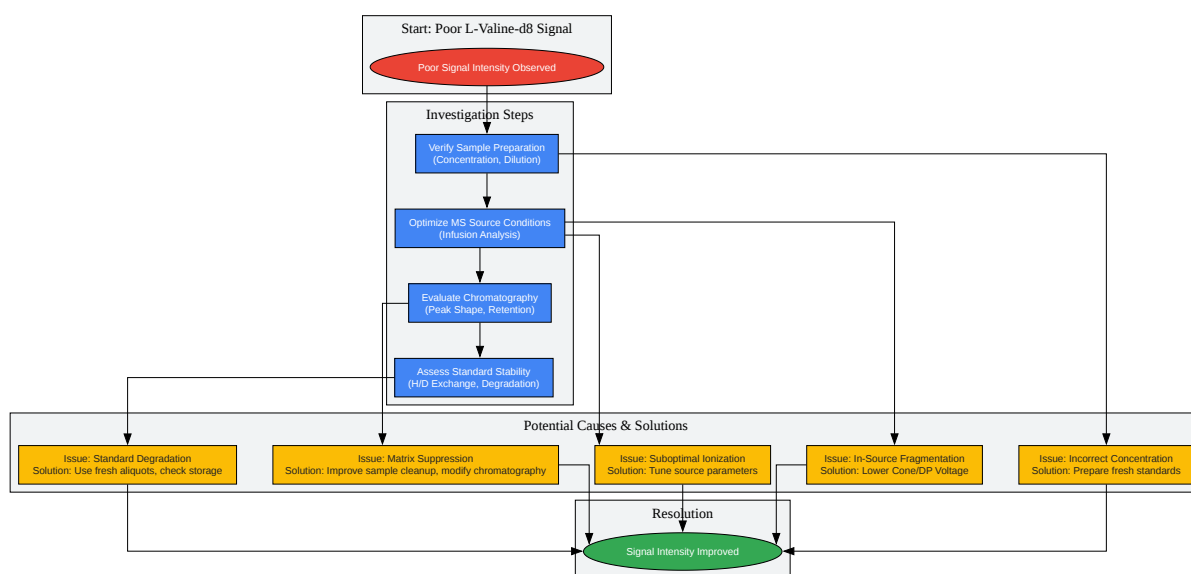 Start: Poor L-Valine-d8 Signal
Poor Signal Intensity Observed
Investigation Steps
Verify Sample Preparation
(Concentration, Dilution)
Optimize MS Source Conditions
(Infusion Analysis)
Evaluate Chromatography
(Peak Shape, Retention)
Assess Standard Stability
(H/D Exchange, Degradation)
Potential Causes & Solutions
Issue: Standard Degradation
Solution: Use fresh aliquots, check storage
Issue: Matrix Suppression
Solution: Improve sample cleanup, modify chromatography
Issue: Suboptimal Ionization
Solution: Tune source parameters
Issue: In-Source Fragmentation
Solution: Lower Cone/DP Voltage
Issue: Incorrect Concentration
Solution: Prepare fresh standards
Resolution
Signal Intensity Improved